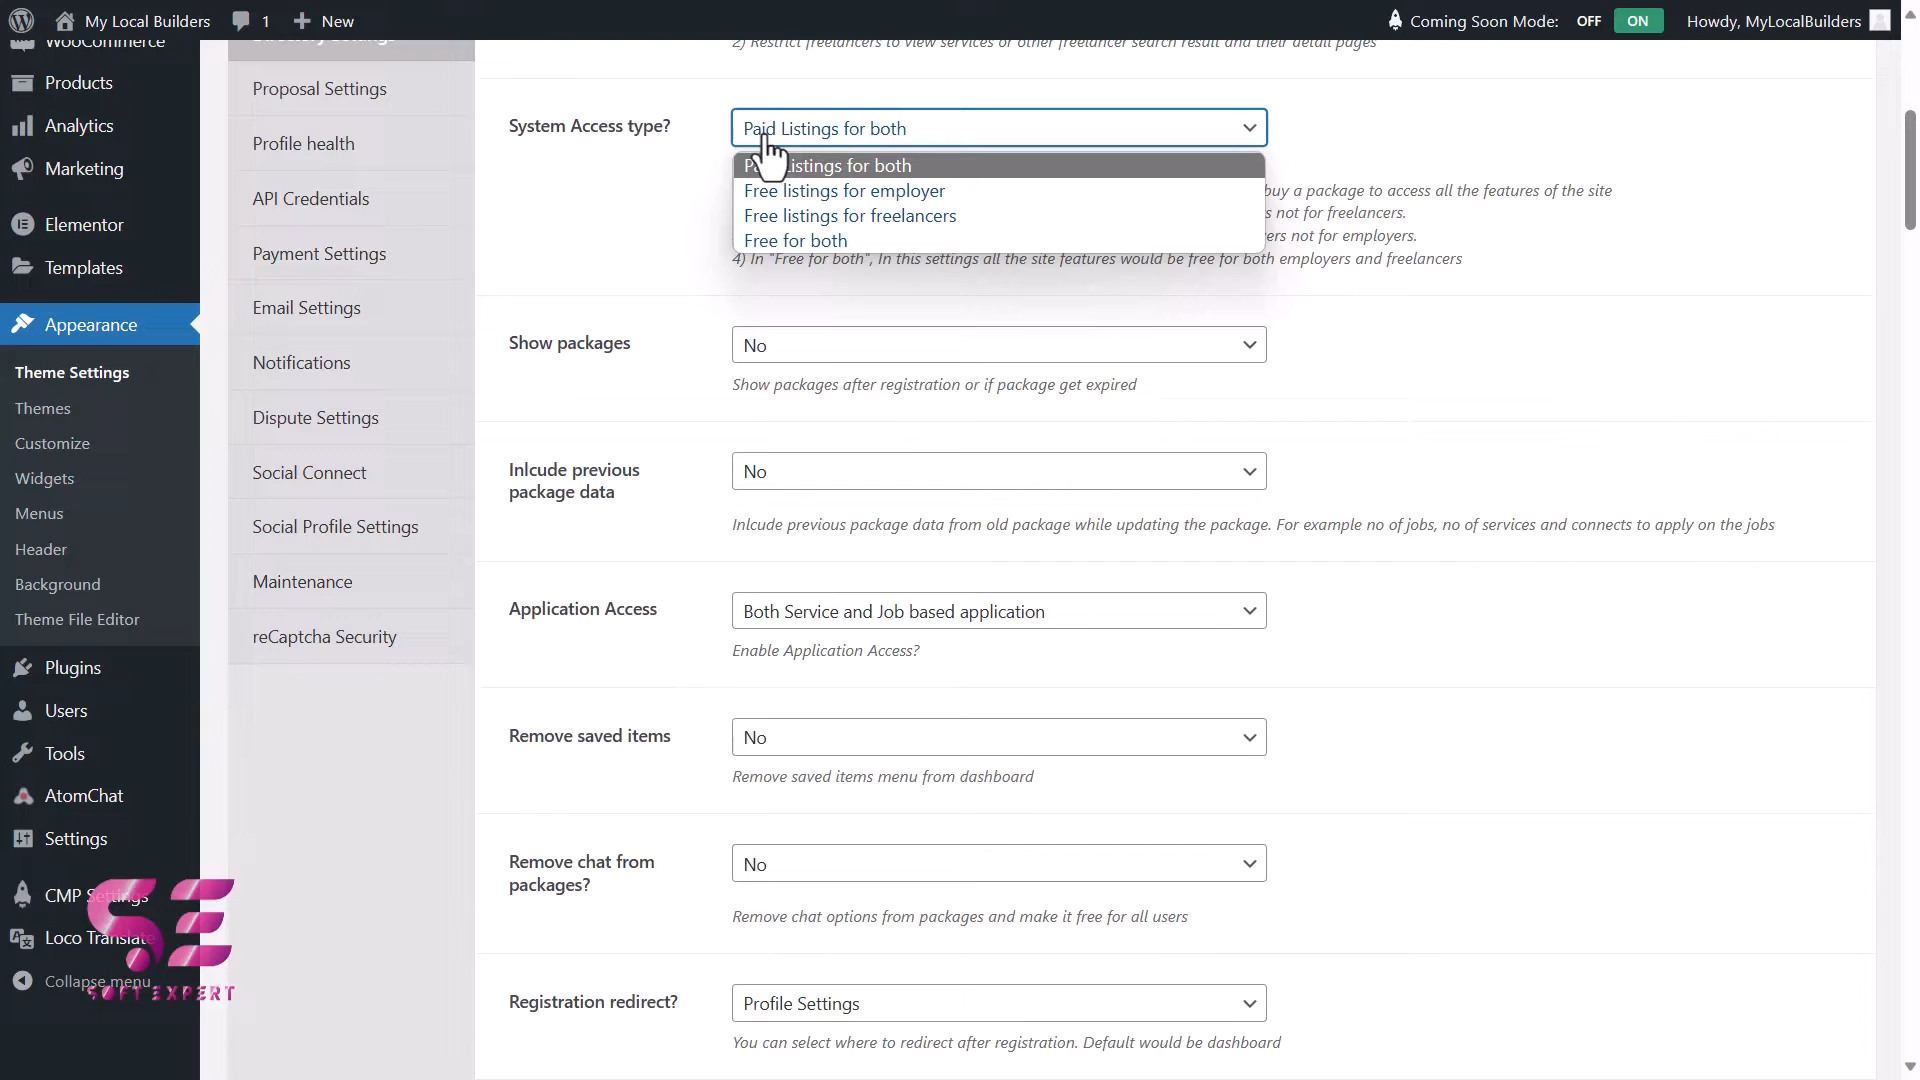 My Local Builders
1
New
Coming Soon Mode:
OFF
ON
Howdy, MyLocalBuilders
WooCommerce
Products
Analytics
Marketing
Elementor
Templates
Appearance
Theme Settings
Themes
Customize
Widgets
Menus
Header
Background
Theme File Editor
Plugins
Users
Tools
AtomChat
Settings
CMP Settings
Loco Translate
Collapse menu
SOFT EXPERT
Directory Settings
Proposal Settings
Profile health
API Credentials
Payment Settings
Email Settings
Notifications
Dispute Settings
Social Connect
Social Profile Settings
Maintenance
reCaptcha Security
2) Restrict freelancers to view services or other freelancer search result and their detail pages
System Access type?
Paid Listings for both
Listings for both
Free listings for employer
Free listings for freelancers
Free for both
buy a package to access all the features of the site
not for freelancers.
not for employers.
4) In "Free for both", In this settings all the site features would be free for both employers and freelancers
Show packages
No
Show packages after registration or if package get expired
Inlcude previous
package data
No
Inlcude previous package data from old package while updating the package. For example no of jobs, no of services and connects to apply on the jobs
Application Access
Both Service and Job based application
Enable Application Access?
Remove saved items
No
Remove saved items menu from dashboard
Remove chat from
packages?
No
Remove chat options from packages and make it free for all users
Registration redirect?
Profile Settings
You can select where to redirect after registration. Default would be dashboard